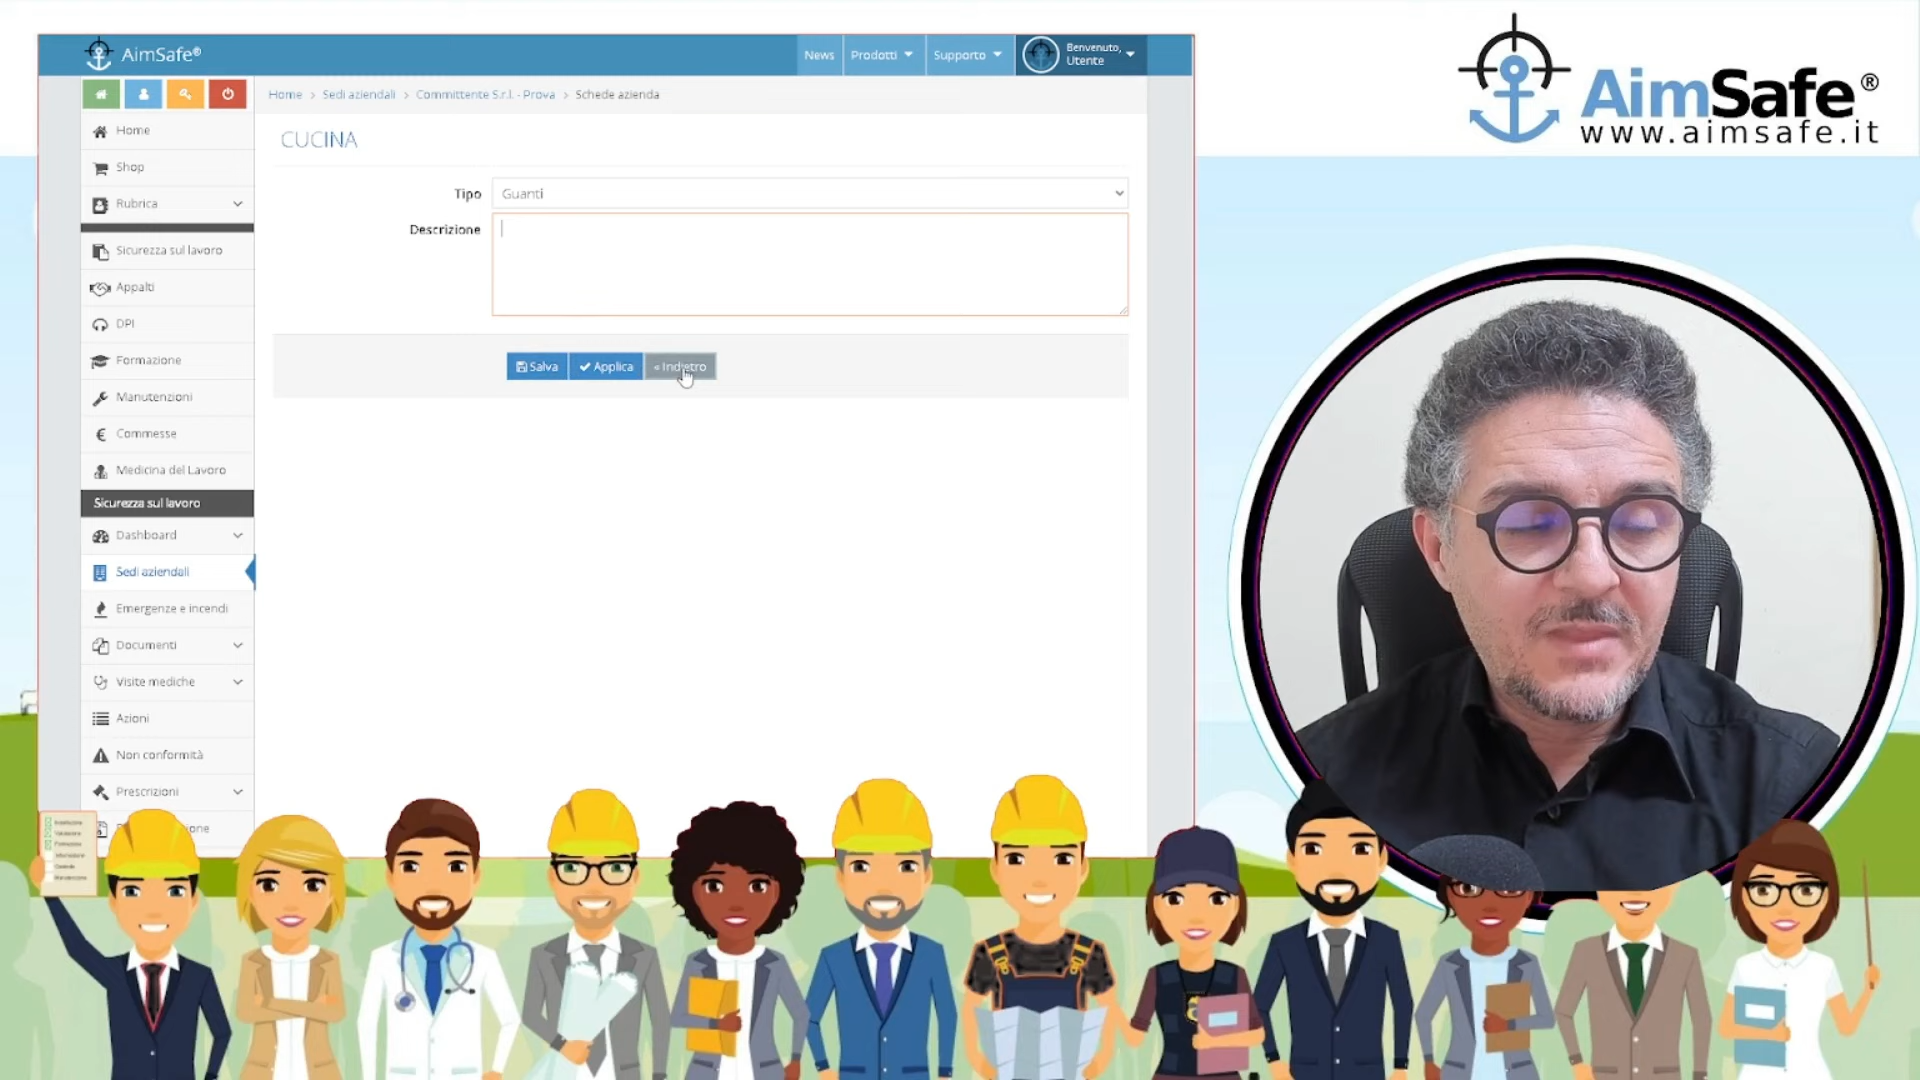 AimSafe®
News
Prodotti
Supporto
Benvenuto,
Utente
AimSafe®
www.aimsafe.it
Home > Sedi aziendali > Committente S.r.l. - Prova > Schede azienda
Home
Shop
Rubrica
Sicurezza sul lavoro
Appalti
DPI
Formazione
Manutenzioni
Commesse
Medicina del Lavoro
Sicurezza sul lavoro
Dashboard
Sedi aziendali
Emergenze e incendi
Documenti
Visite mediche
Azioni
Non conformità
Prescrizioni
CUCINA
Tipo
Guanti
Descrizione
Salva
Applica
« Indietro